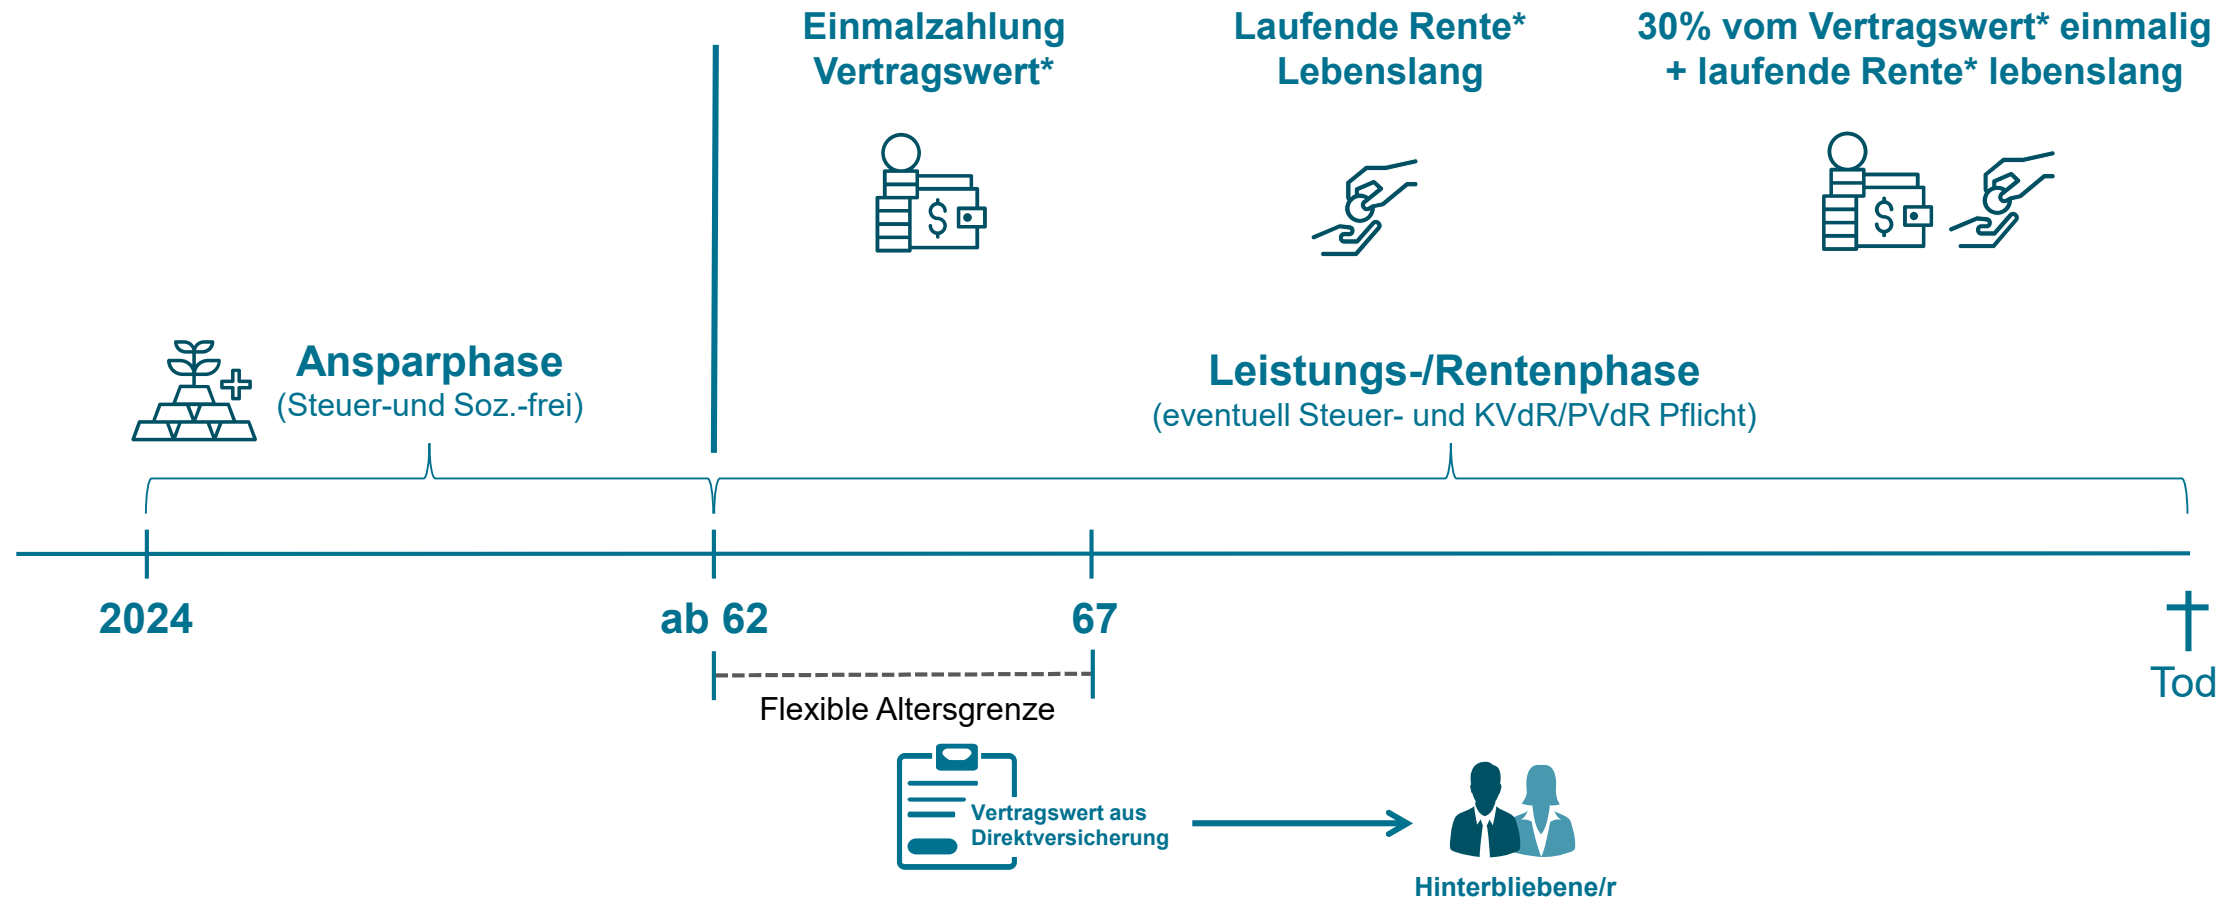 Einmalzahlung
Vertragswert*
Laufende Rente*
Lebenslang
30% vom Vertragswert* einmalig
+ laufende Rente* lebenslang
$
$
Ansparphase
(Steuer-und Soz.-frei)
Leistungs-/Rentenphase
(eventuell Steuer- und KVdR/PVdR Pflicht)
2024
ab 62
67
Tod
Flexible Altersgrenze
Vertragswert aus
Direktversicherung
Hinterbliebene/r